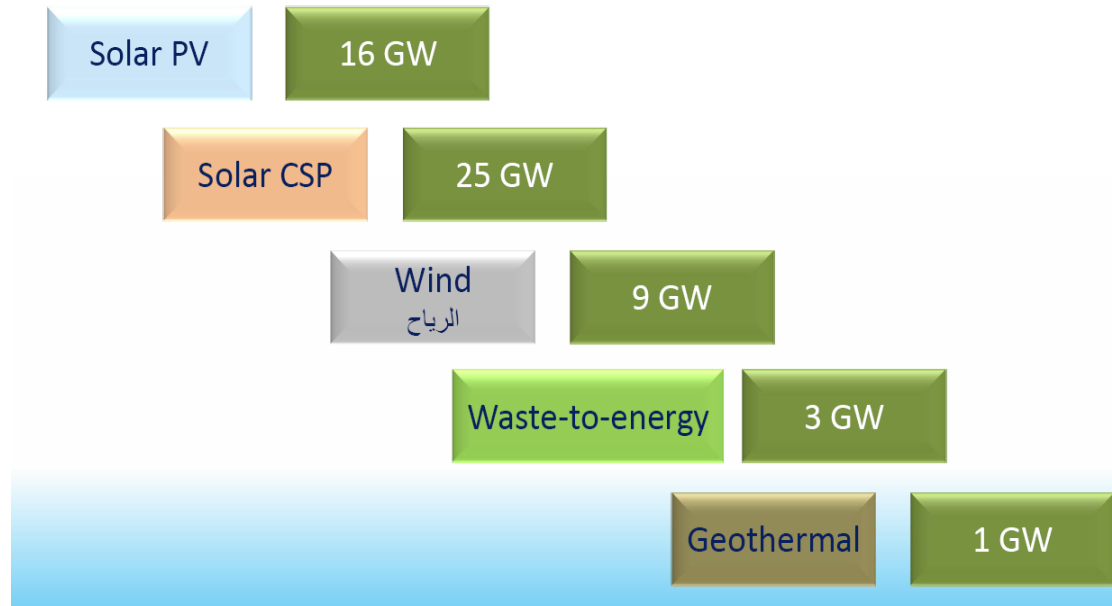 Solar PV
16 GW
Solar CSP
25 GW
Wind
الرياح
9 GW
Waste-to-energy
3 GW
Geothermal
1 GW